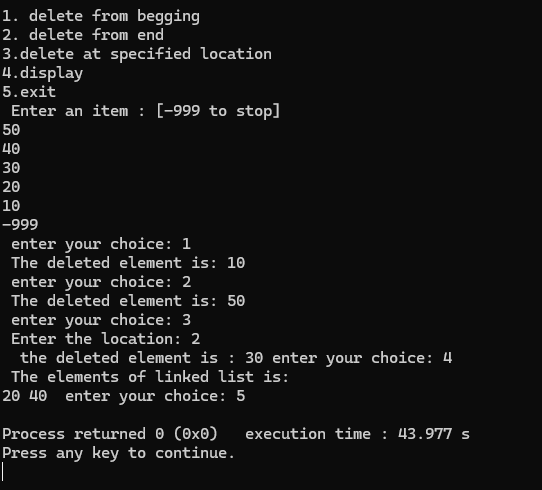 1. delete from begging
2. delete from end
3.delete at specified location
4.display
5.exit
Enter an item : [-999 to stop]
50
40
30
20
10
-999
enter your choice: 1
The deleted element is: 10
enter your choice: 2
The deleted element is: 50
enter your choice: 3
Enter the location: 2
the deleted element is : 30 enter your choice: 4
The elements of linked list is:
20 40  enter your choice: 5
Process returned 0 (0x0)   execution time : 43.977 s
Press any key to continue.